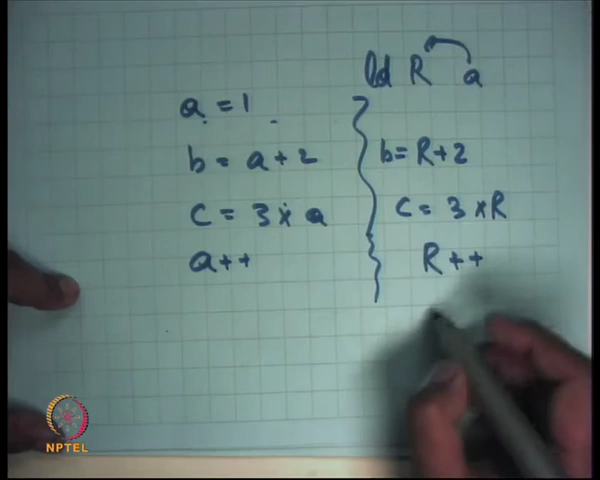 ld R a
a = 1
b = a + 2
b = R + 2
c = 3 × a
c = 3 × R
a++
R++
NPTEL